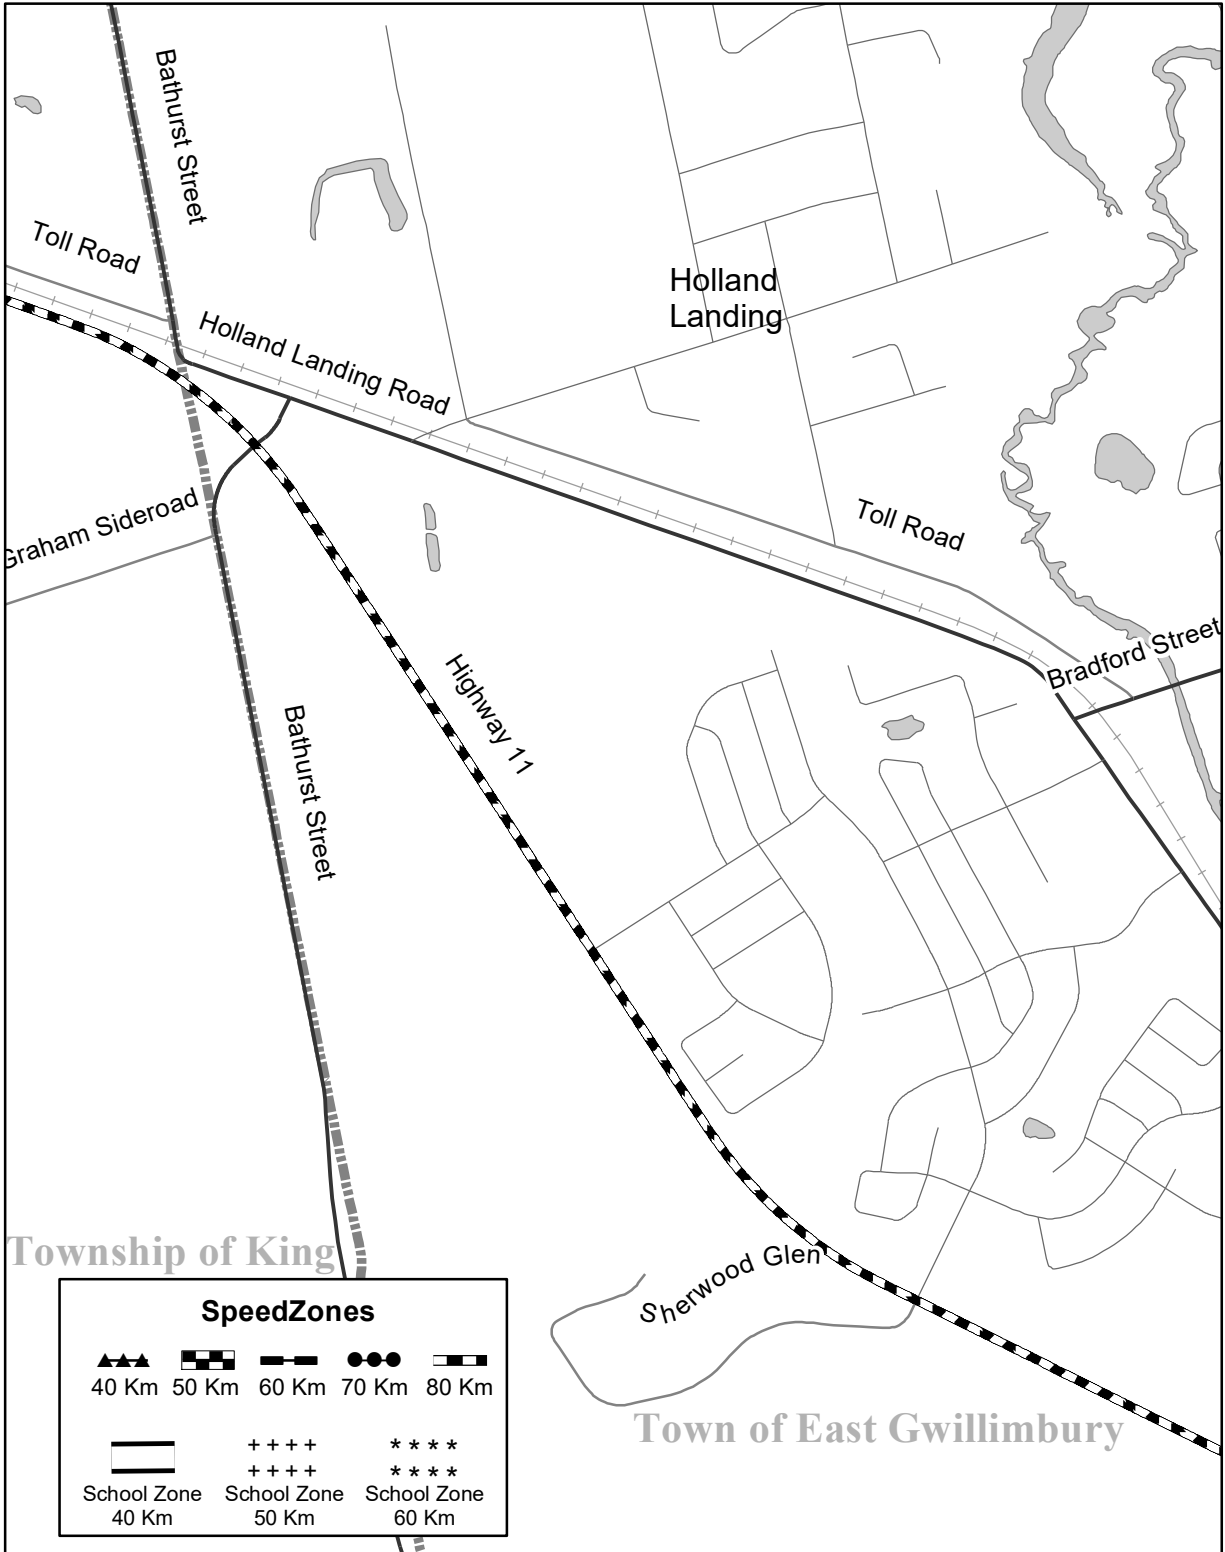 Bathurst Street
Toll Road
Holland Landing Road
Holland
Landing
Graham Sideroad
Toll Road
Bradford Street
Highway 11
Bathurst Street
Township of King
Sherwood Glen
Town of East Gwillimbury
SpeedZones
40 Km 50 Km 60 Km 70 Km 80 Km
School Zone School Zone School Zone
40 Km 50 Km 60 Km